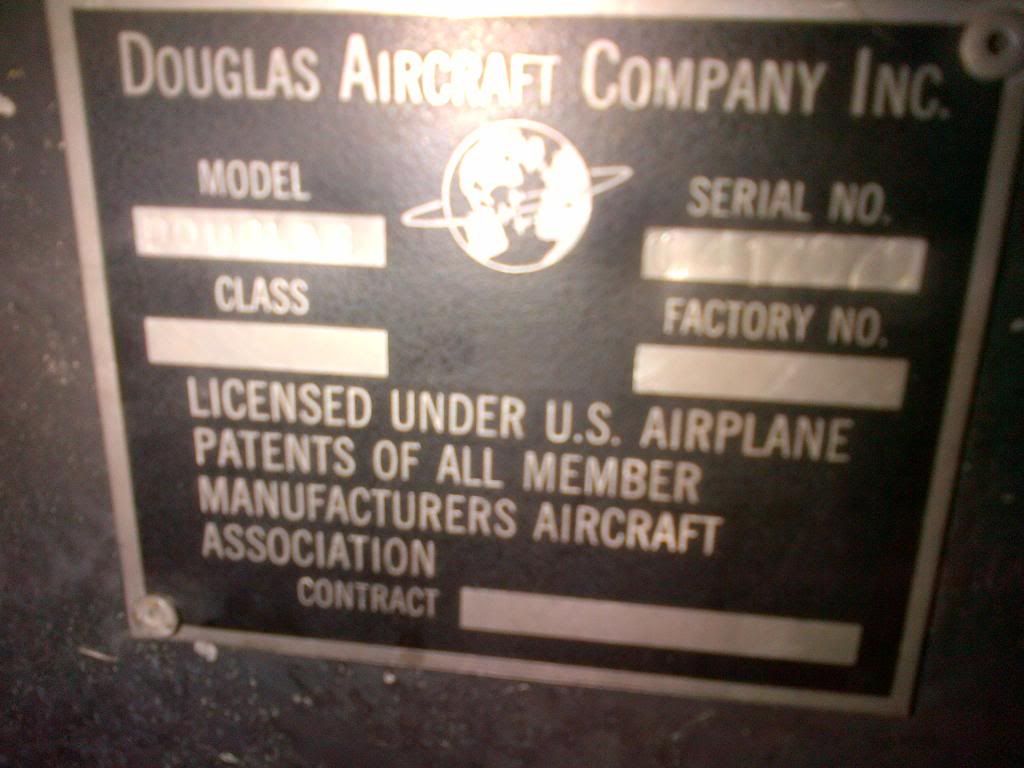 DOUGLAS AIRCRAFT COMPANY INC.
MODEL
SERIAL NO.
CLASS
FACTORY NO.
LICENSED UNDER U.S. AIRPLANE
PATENTS OF ALL MEMBER
MANUFACTURERS AIRCRAFT
ASSOCIATION
CONTRACT